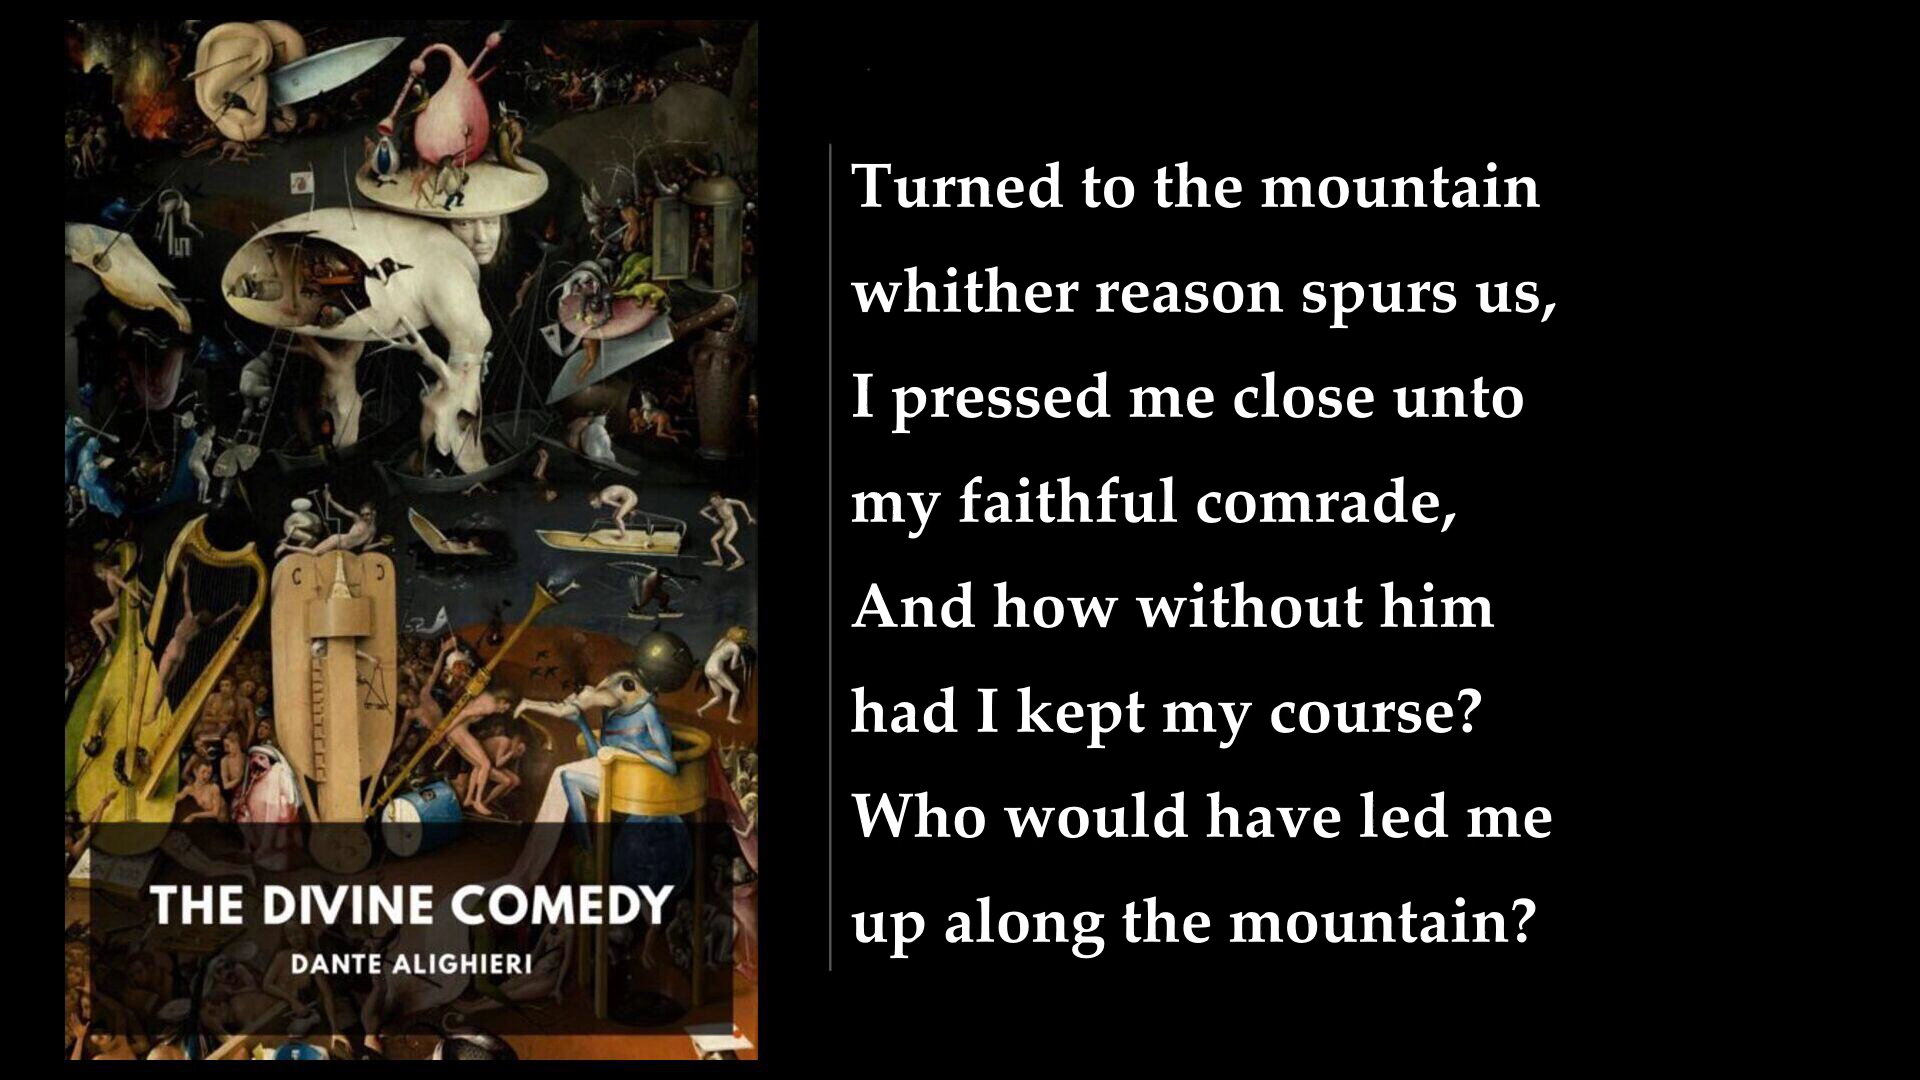 THE DIVINE COMEDY
DANTE ALIGHIERI
Turned to the mountain
whither reason spurs us,
I pressed me close unto
my faithful comrade,
And how without him
had I kept my course?
Who would have led me
up along the mountain?